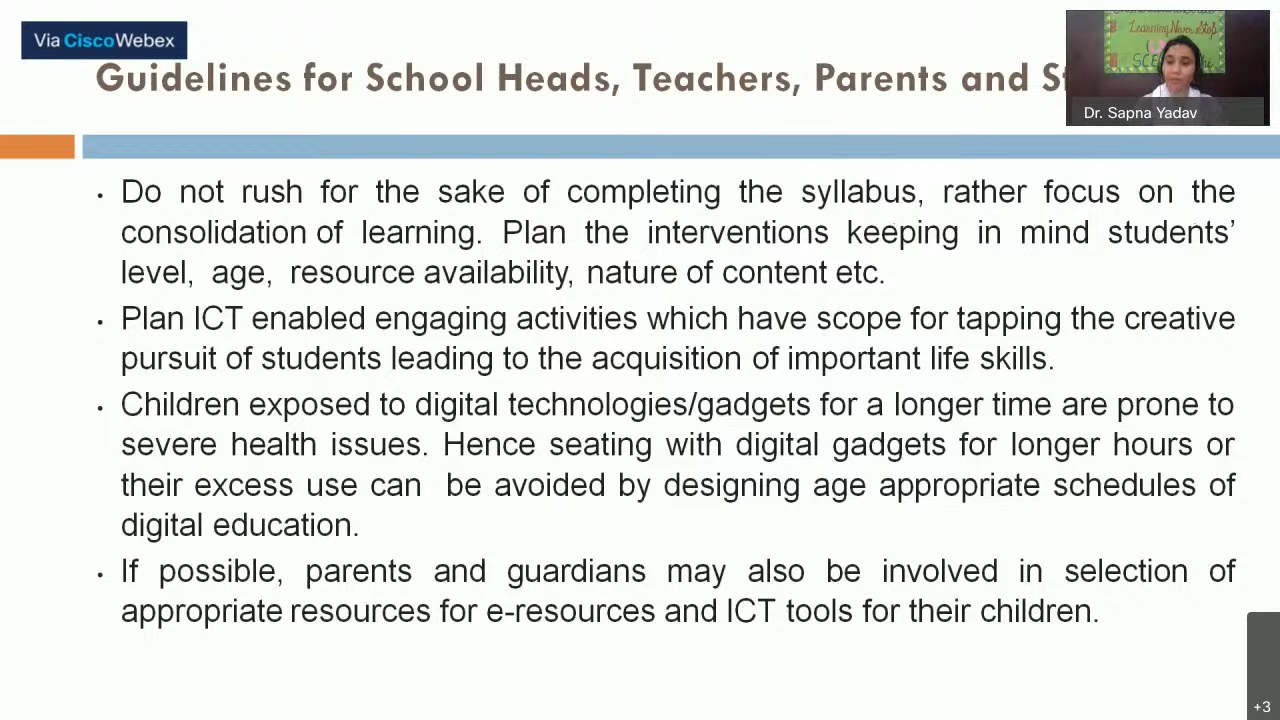 Via CiscoWebex
Guidelines for School Heads, Teachers, Parents and St
Learning Never Stop
Dr. Sapna Yadav
• Do not rush for the sake of completing the syllabus, rather focus on the
consolidation of learning. Plan the interventions keeping in mind students’
level, age, resource availability, nature of content etc.
• Plan ICT enabled engaging activities which have scope for tapping the creative
pursuit of students leading to the acquisition of important life skills.
• Children exposed to digital technologies/gadgets for a longer time are prone to
severe health issues. Hence seating with digital gadgets for longer hours or
their excess use can be avoided by designing age appropriate schedules of
digital education.
• If possible, parents and guardians may also be involved in selection of
appropriate resources for e-resources and ICT tools for their children.
+3